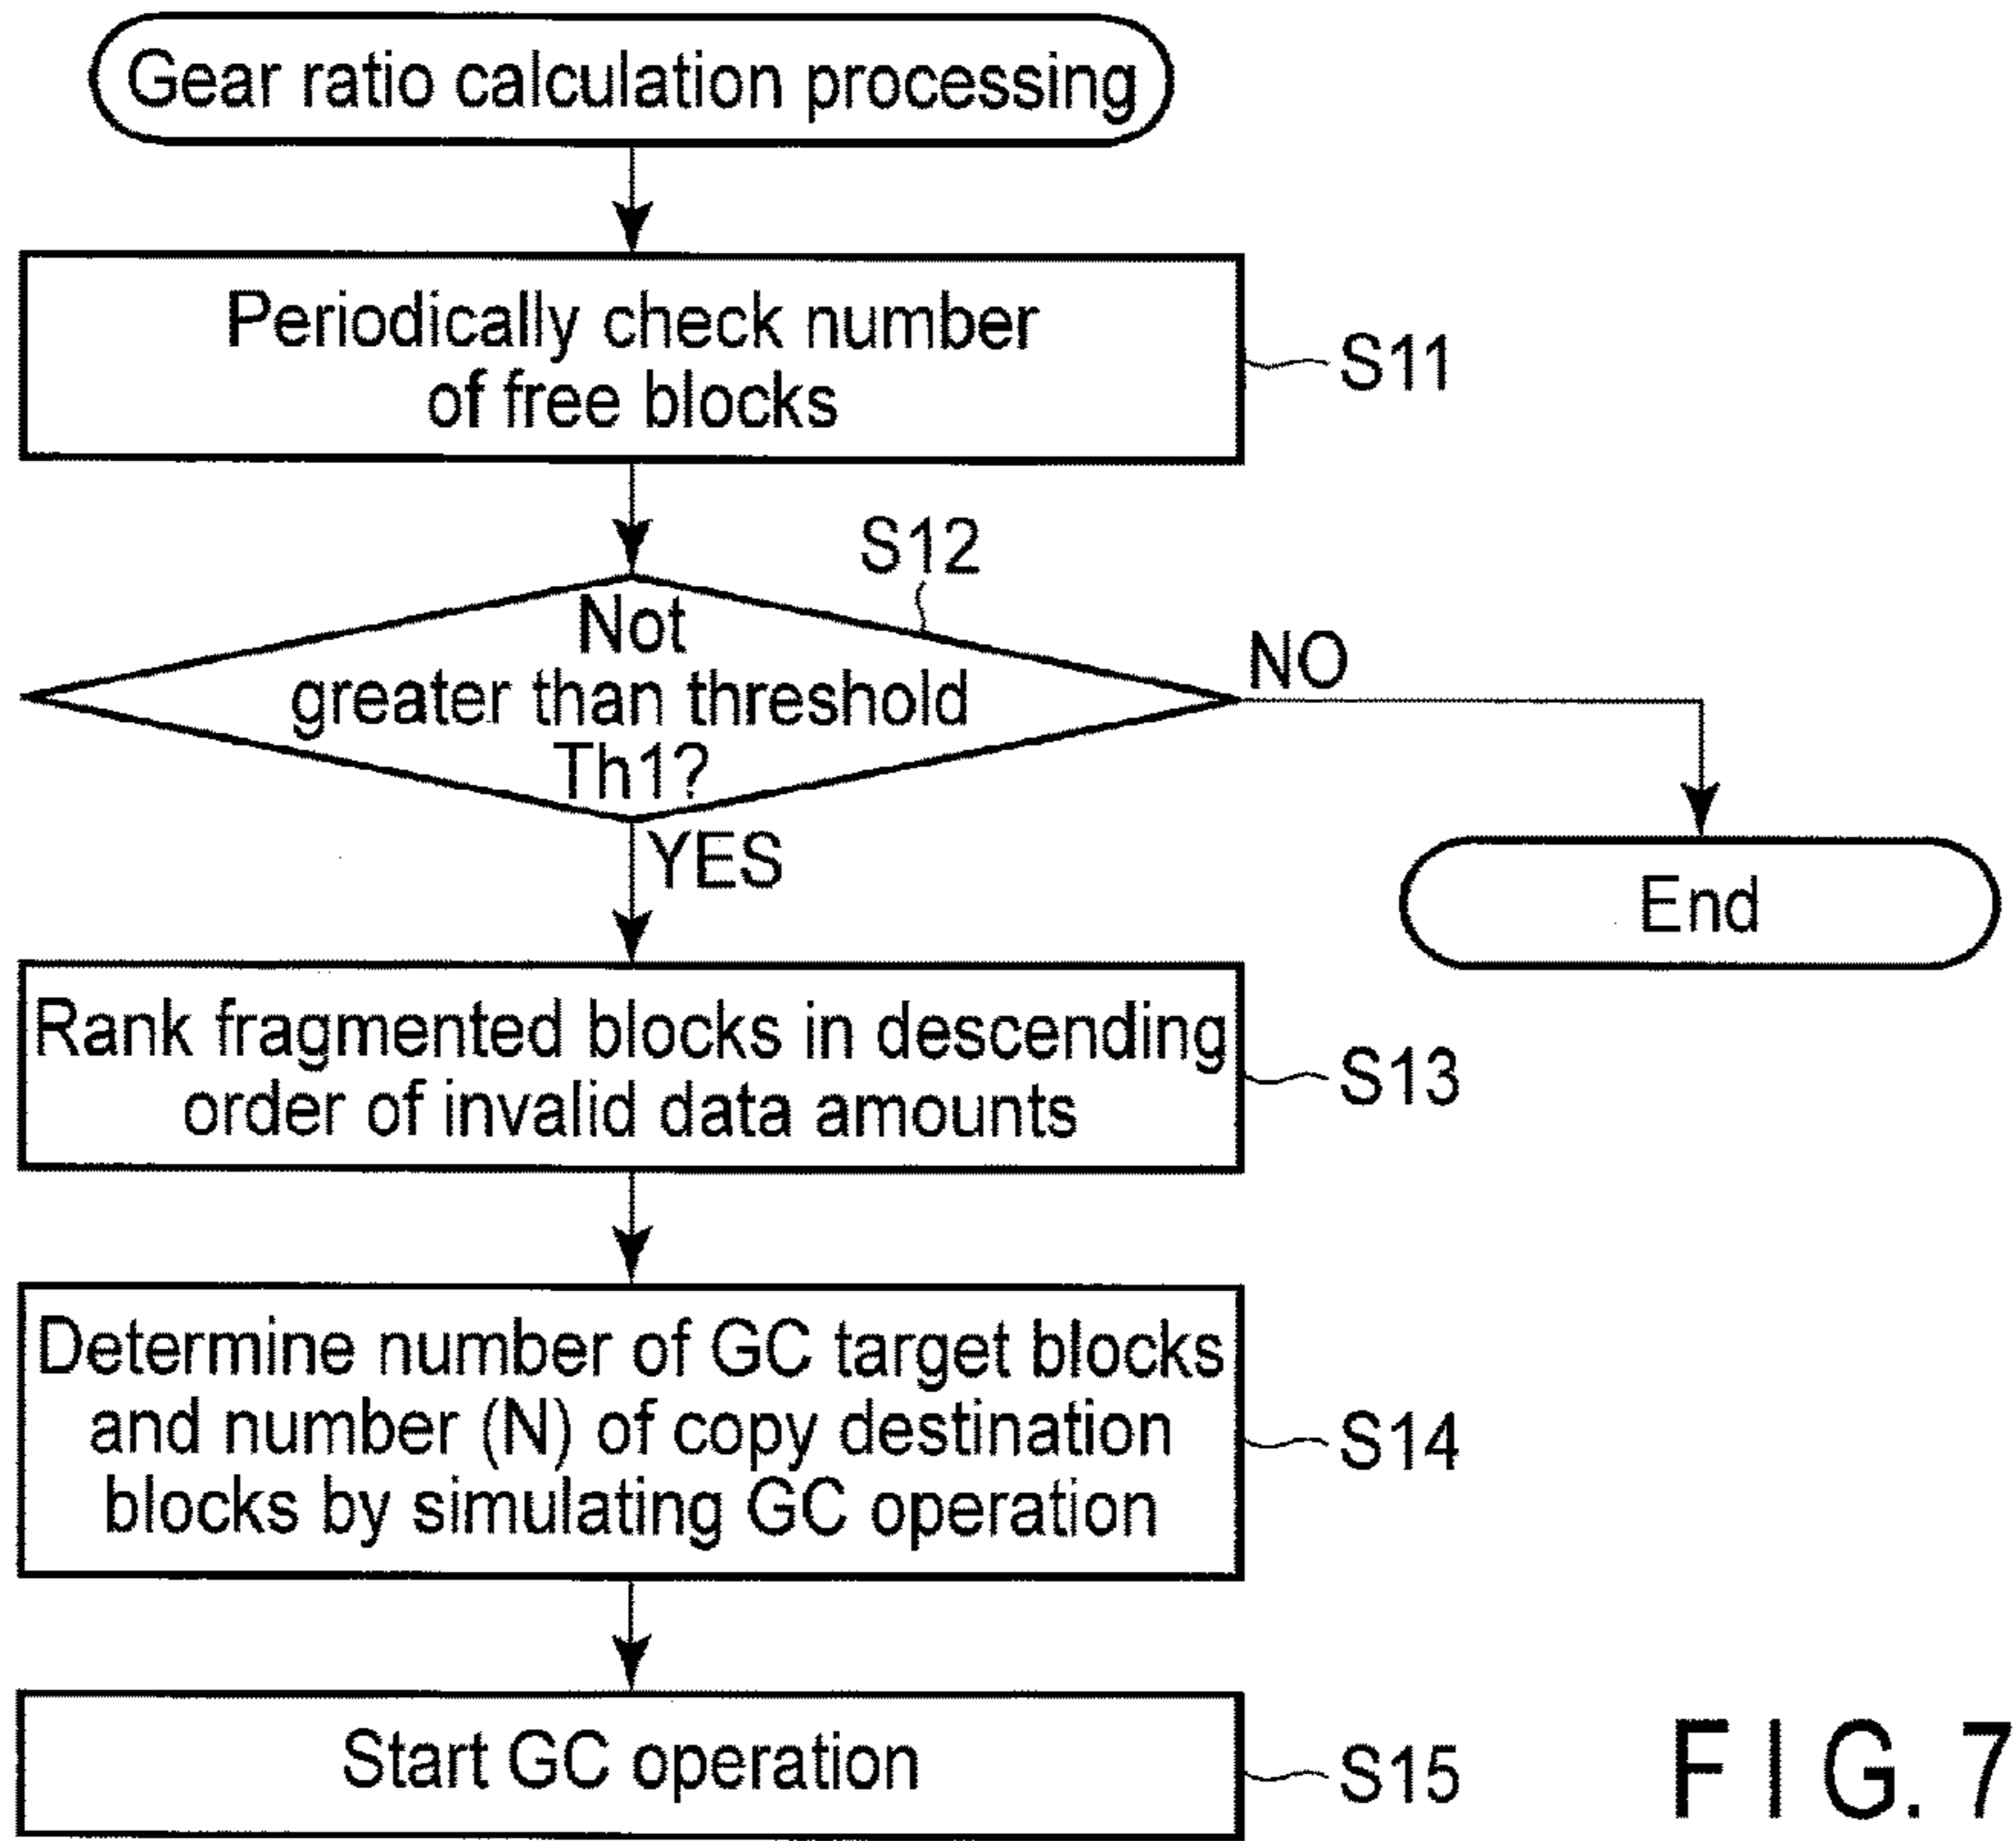 Gear ratio calculation processing
Periodically check number
of free blocks
S11
S12
Not
greater than threshold
Th1?
NO
YES
End
Rank fragmented blocks in descending
order of invalid data amounts
S13
Determine number of GC target blocks
and number (N) of copy destination
blocks by simulating GC operation
S14
Start GC operation
S15
FIG. 7